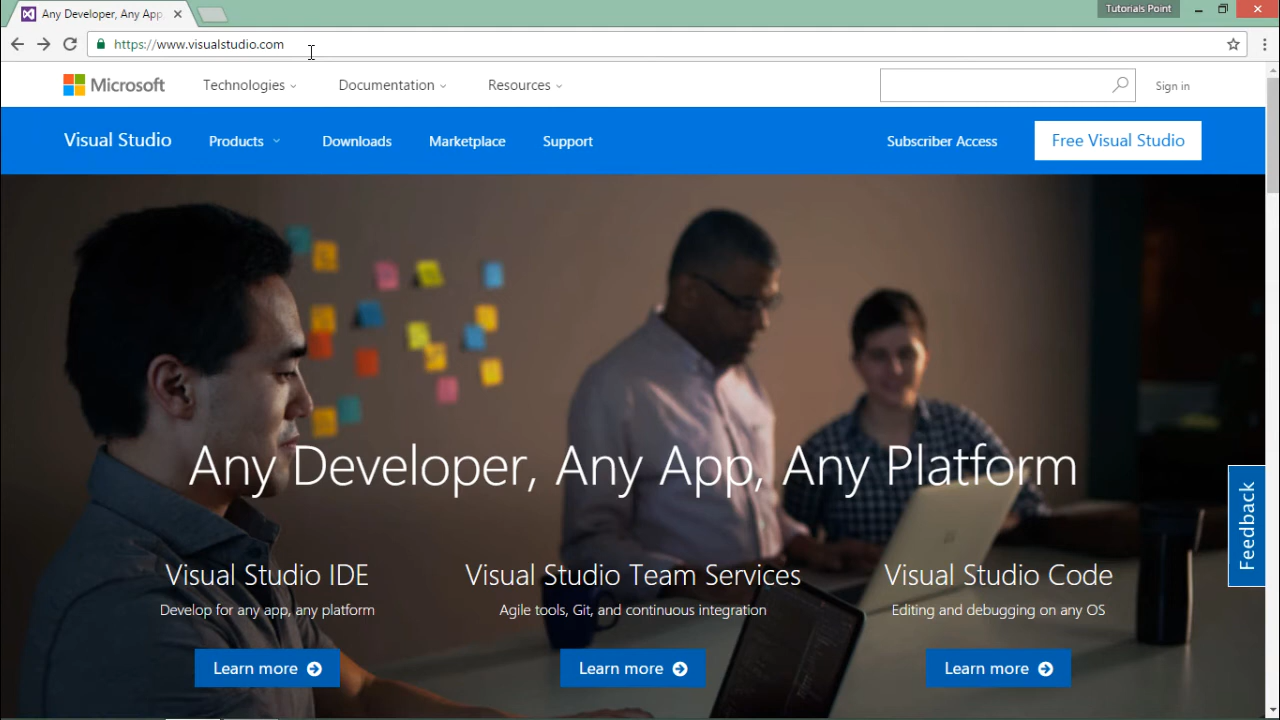 Any Developer, Any App,
Tutorials Point
https://www.visualstudio.com
Microsoft
Technologies
Documentation
Resources
Sign in
Visual Studio
Products
Downloads
Marketplace
Support
Subscriber Access
Free Visual Studio
Any Developer, Any App, Any Platform
Feedback
Visual Studio IDE
Develop for any app, any platform
Learn more
Visual Studio Team Services
Agile tools, Git, and continuous integration
Learn more
Visual Studio Code
Editing and debugging on any OS
Learn more